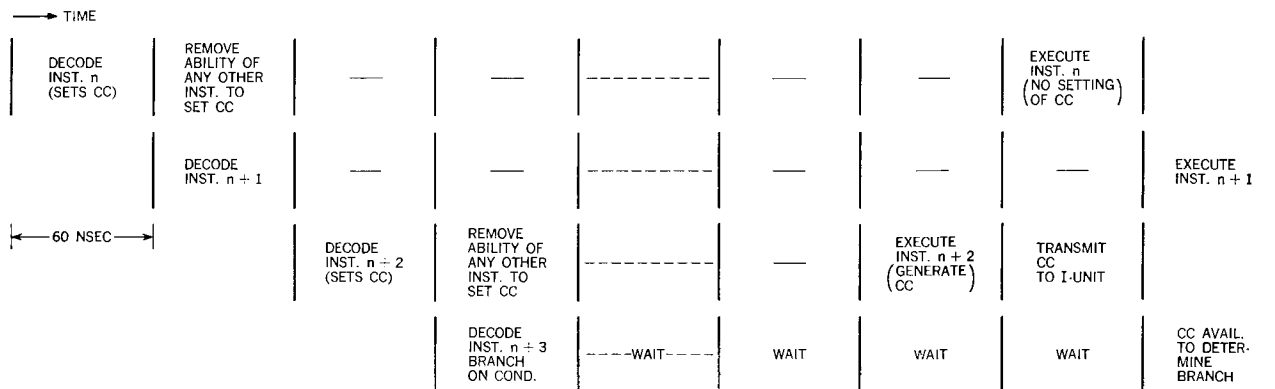 TIME
DECODE
INST. n
(SETS CC)
REMOVE
ABILITY OF
ANY OTHER
INST. TO
SET CC
EXECUTE
INST. n
(NO SETTING
OF CC)
DECODE
INST. n + 1
EXECUTE
INST. n + 1
60 NSEC
DECODE
INST. n + 2
(SETS CC)
REMOVE
ABILITY OF
ANY OTHER
INST. TO
SET CC
EXECUTE
INST. n + 2
(GENERATE
CC)
TRANSMIT
CC
TO I-UNIT
DECODE
INST. n + 3
BRANCH
ON COND.
WAIT
WAIT
WAIT
WAIT
CC AVAIL.
TO DETER-
MINE
BRANCH